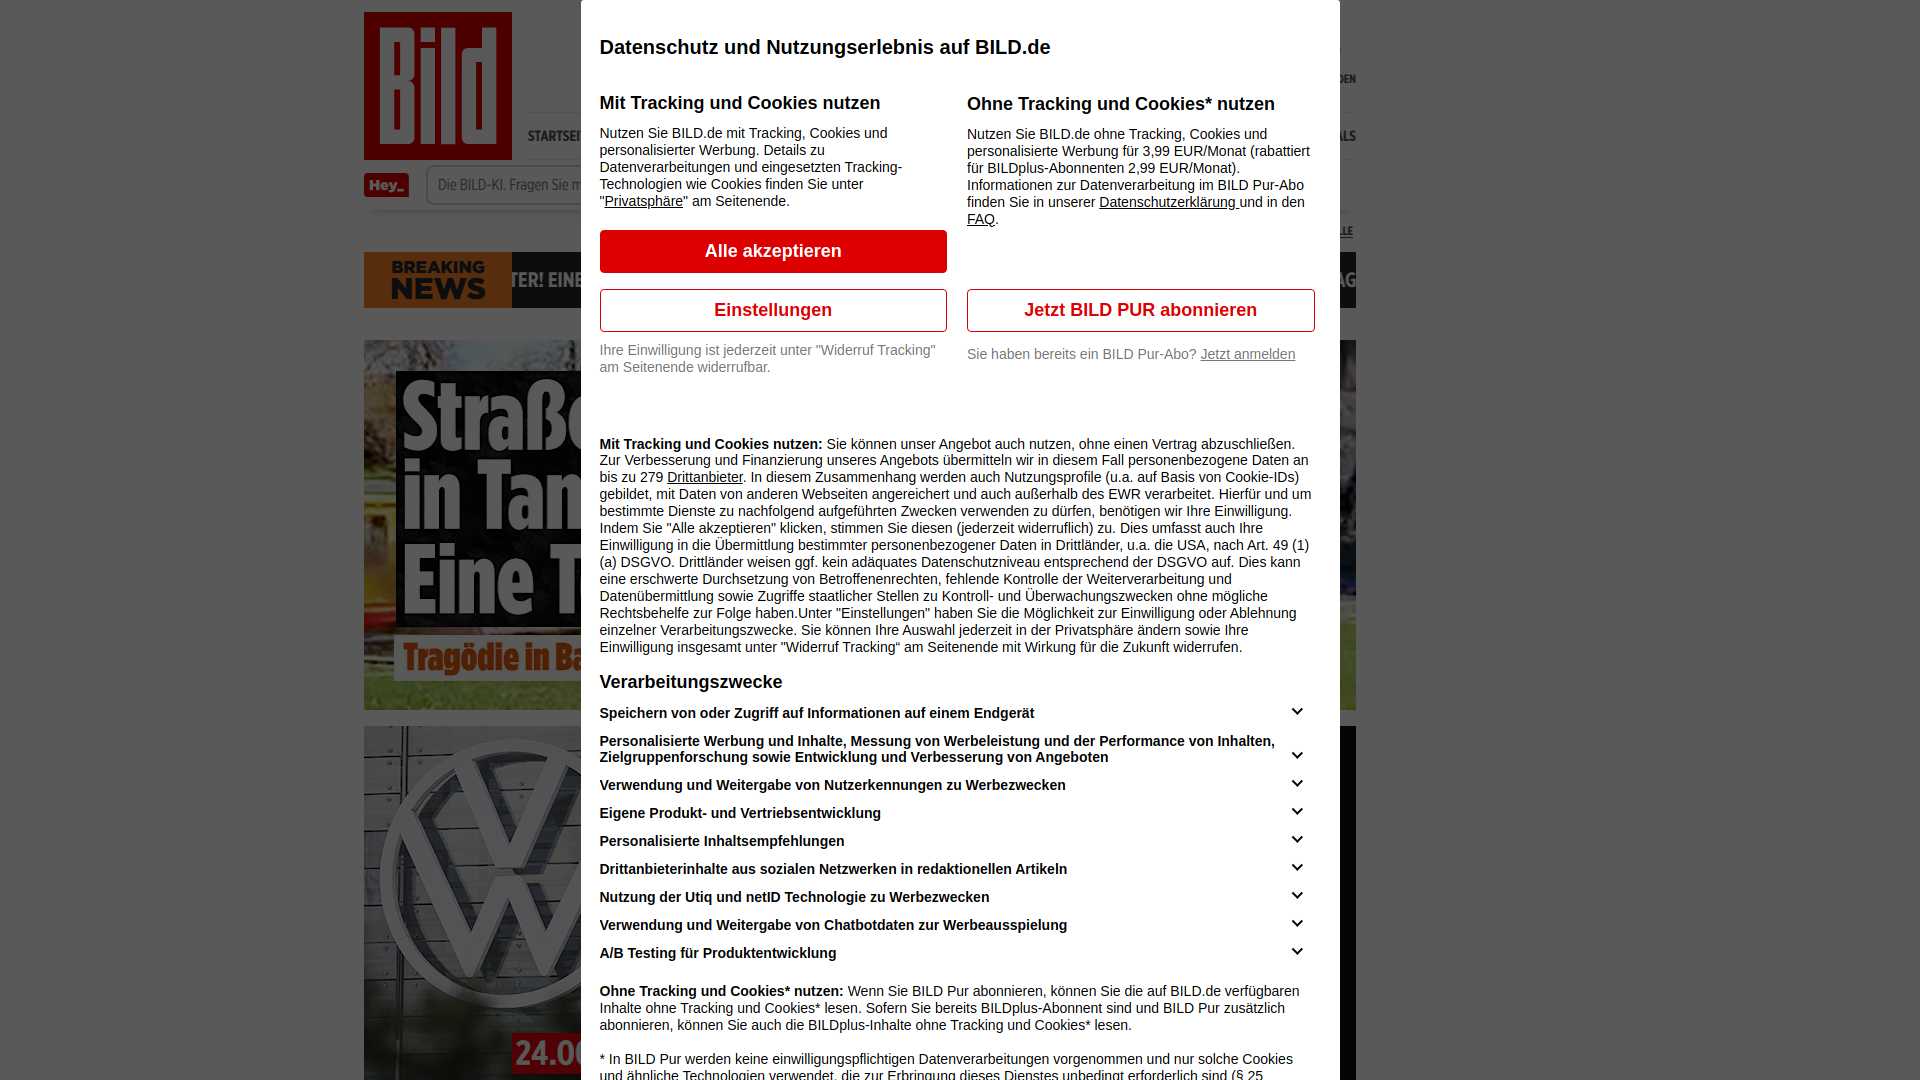 Bild
STARTSEI
Hey_
Die BILD-KI. Fragen Sie m
BREAKING
NEWS
TER! EINE
Straße
in Tan
Eine T
Tragödie in Ba
24.00
Datenschutz und Nutzungserlebnis auf BILD.de
Mit Tracking und Cookies nutzen
Nutzen Sie BILD.de mit Tracking, Cookies und
personalisierter Werbung. Details zu
Datenverarbeitungen und eingesetzten Tracking-
Technologien wie Cookies finden Sie unter
"Privatsphäre" am Seitenende.
Alle akzeptieren
Einstellungen
Ihre Einwilligung ist jederzeit unter "Widerruf Tracking"
am Seitenende widerrufbar.
Ohne Tracking und Cookies* nutzen
Nutzen Sie BILD.de ohne Tracking, Cookies und
personalisierte Werbung für 3,99 EUR/Monat (rabattiert
für BILDplus-Abonnenten 2,99 EUR/Monat).
Informationen zur Datenverarbeitung im BILD Pur-Abo
finden Sie in unserer Datenschutzerklärung und in den
FAQ.
Jetzt BILD PUR abonnieren
Sie haben bereits ein BILD Pur-Abo? Jetzt anmelden
Mit Tracking und Cookies nutzen: Sie können unser Angebot auch nutzen, ohne einen Vertrag abzuschließen.
Zur Verbesserung und Finanzierung unseres Angebots übermitteln wir in diesem Fall personenbezogene Daten an
bis zu 279 Drittanbieter. In diesem Zusammenhang werden auch Nutzungsprofile (u.a. auf Basis von Cookie-IDs)
gebildet, mit Daten von anderen Webseiten angereichert und auch außerhalb des EWR verarbeitet. Hierfür und um
bestimmte Dienste zu nachfolgend aufgeführten Zwecken verwenden zu dürfen, benötigen wir Ihre Einwilligung.
Indem Sie "Alle akzeptieren" klicken, stimmen Sie diesen (jederzeit widerruflich) zu. Dies umfasst auch Ihre
Einwilligung in die Übermittlung bestimmter personenbezogener Daten in Drittländer, u.a. die USA, nach Art. 49 (1)
(a) DSGVO. Drittländer weisen ggf. kein adäquates Datenschutzniveau entsprechend der DSGVO auf. Dies kann
eine erschwerte Durchsetzung von Betroffenenrechten, fehlende Kontrolle der Weiterverarbeitung und
Datenübermittlung sowie Zugriffe staatlicher Stellen zu Kontroll- und Überwachungszwecken ohne mögliche
Rechtsbehelfe zur Folge haben.Unter "Einstellungen" haben Sie die Möglichkeit zur Einwilligung oder Ablehnung
einzelner Verarbeitungszwecke. Sie können Ihre Auswahl jederzeit in der Privatsphäre ändern sowie Ihre
Einwilligung insgesamt unter "Widerruf Tracking“ am Seitenende mit Wirkung für die Zukunft widerrufen.
Verarbeitungszwecke
Speichern von oder Zugriff auf Informationen auf einem Endgerät
Personalisierte Werbung und Inhalte, Messung von Werbeleistung und der Performance von Inhalten,
Zielgruppenforschung sowie Entwicklung und Verbesserung von Angeboten
Verwendung und Weitergabe von Nutzerkennungen zu Werbezwecken
Eigene Produkt- und Vertriebsentwicklung
Personalisierte Inhaltsempfehlungen
Drittanbieterinhalte aus sozialen Netzwerken in redaktionellen Artikeln
Nutzung der Utiq und netID Technologie zu Werbezwecken
Verwendung und Weitergabe von Chatbotdaten zur Werbeausspielung
A/B Testing für Produktentwicklung
Ohne Tracking und Cookies* nutzen: Wenn Sie BILD Pur abonnieren, können Sie die auf BILD.de verfügbaren
Inhalte ohne Tracking und Cookies* lesen. Sofern Sie bereits BILDplus-Abonnent sind und BILD Pur zusätzlich
abonnieren, können Sie auch die BILDplus-Inhalte ohne Tracking und Cookies* lesen.
* In BILD Pur werden keine einwilligungspflichtigen Datenverarbeitungen vorgenommen und nur solche Cookies
und ähnliche Technologien verwendet, die zur Erbringung dieses Dienstes unbedingt erforderlich sind (§ 25